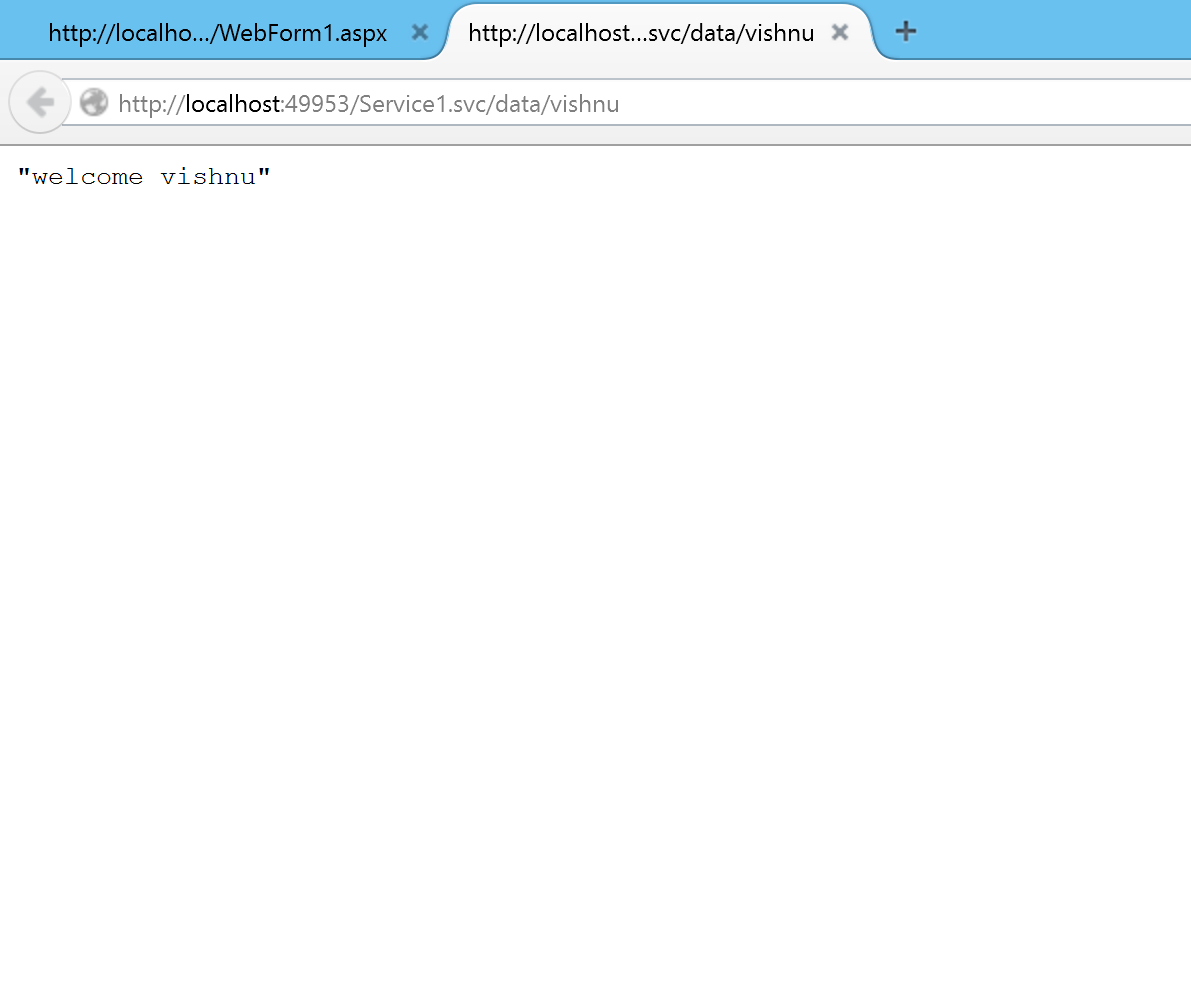 http://localho.../WebForm1.aspx
http://localhost...svc/data/vishnu
http://localhost:49953/Service1.svc/data/vishnu
"welcome vishnu"